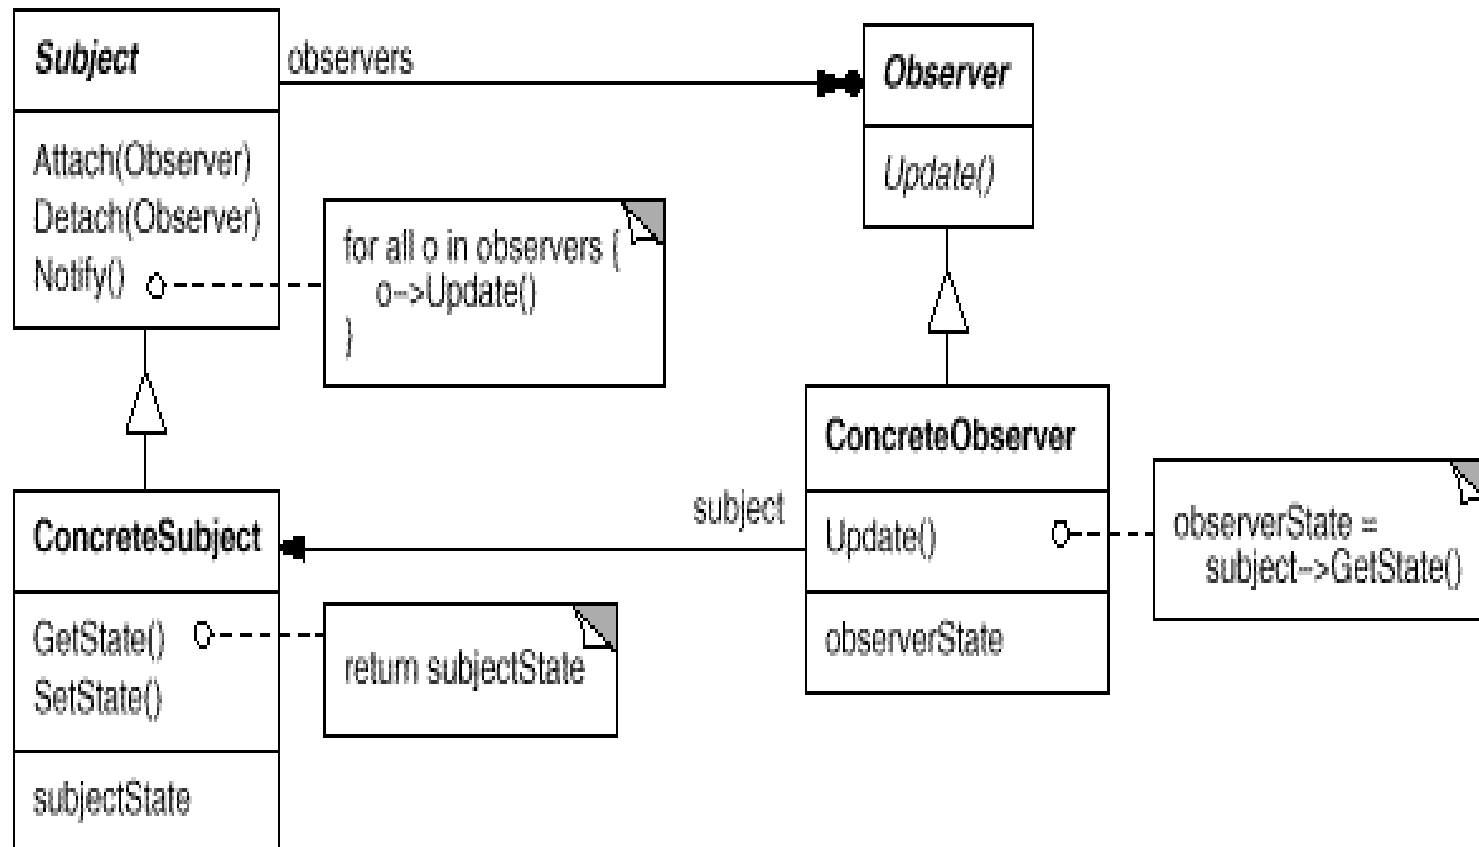 Subject
observers
Observer
Attach(Observer)
Detach(Observer)
Notify()
for all o in observers {
o->Update()
}
Update()
ConcreteObserver
ConcreteSubject
subject
Update()
observerState =
subject->GetState()
GetState()
SetState()
return subjectState
observerState
subjectState